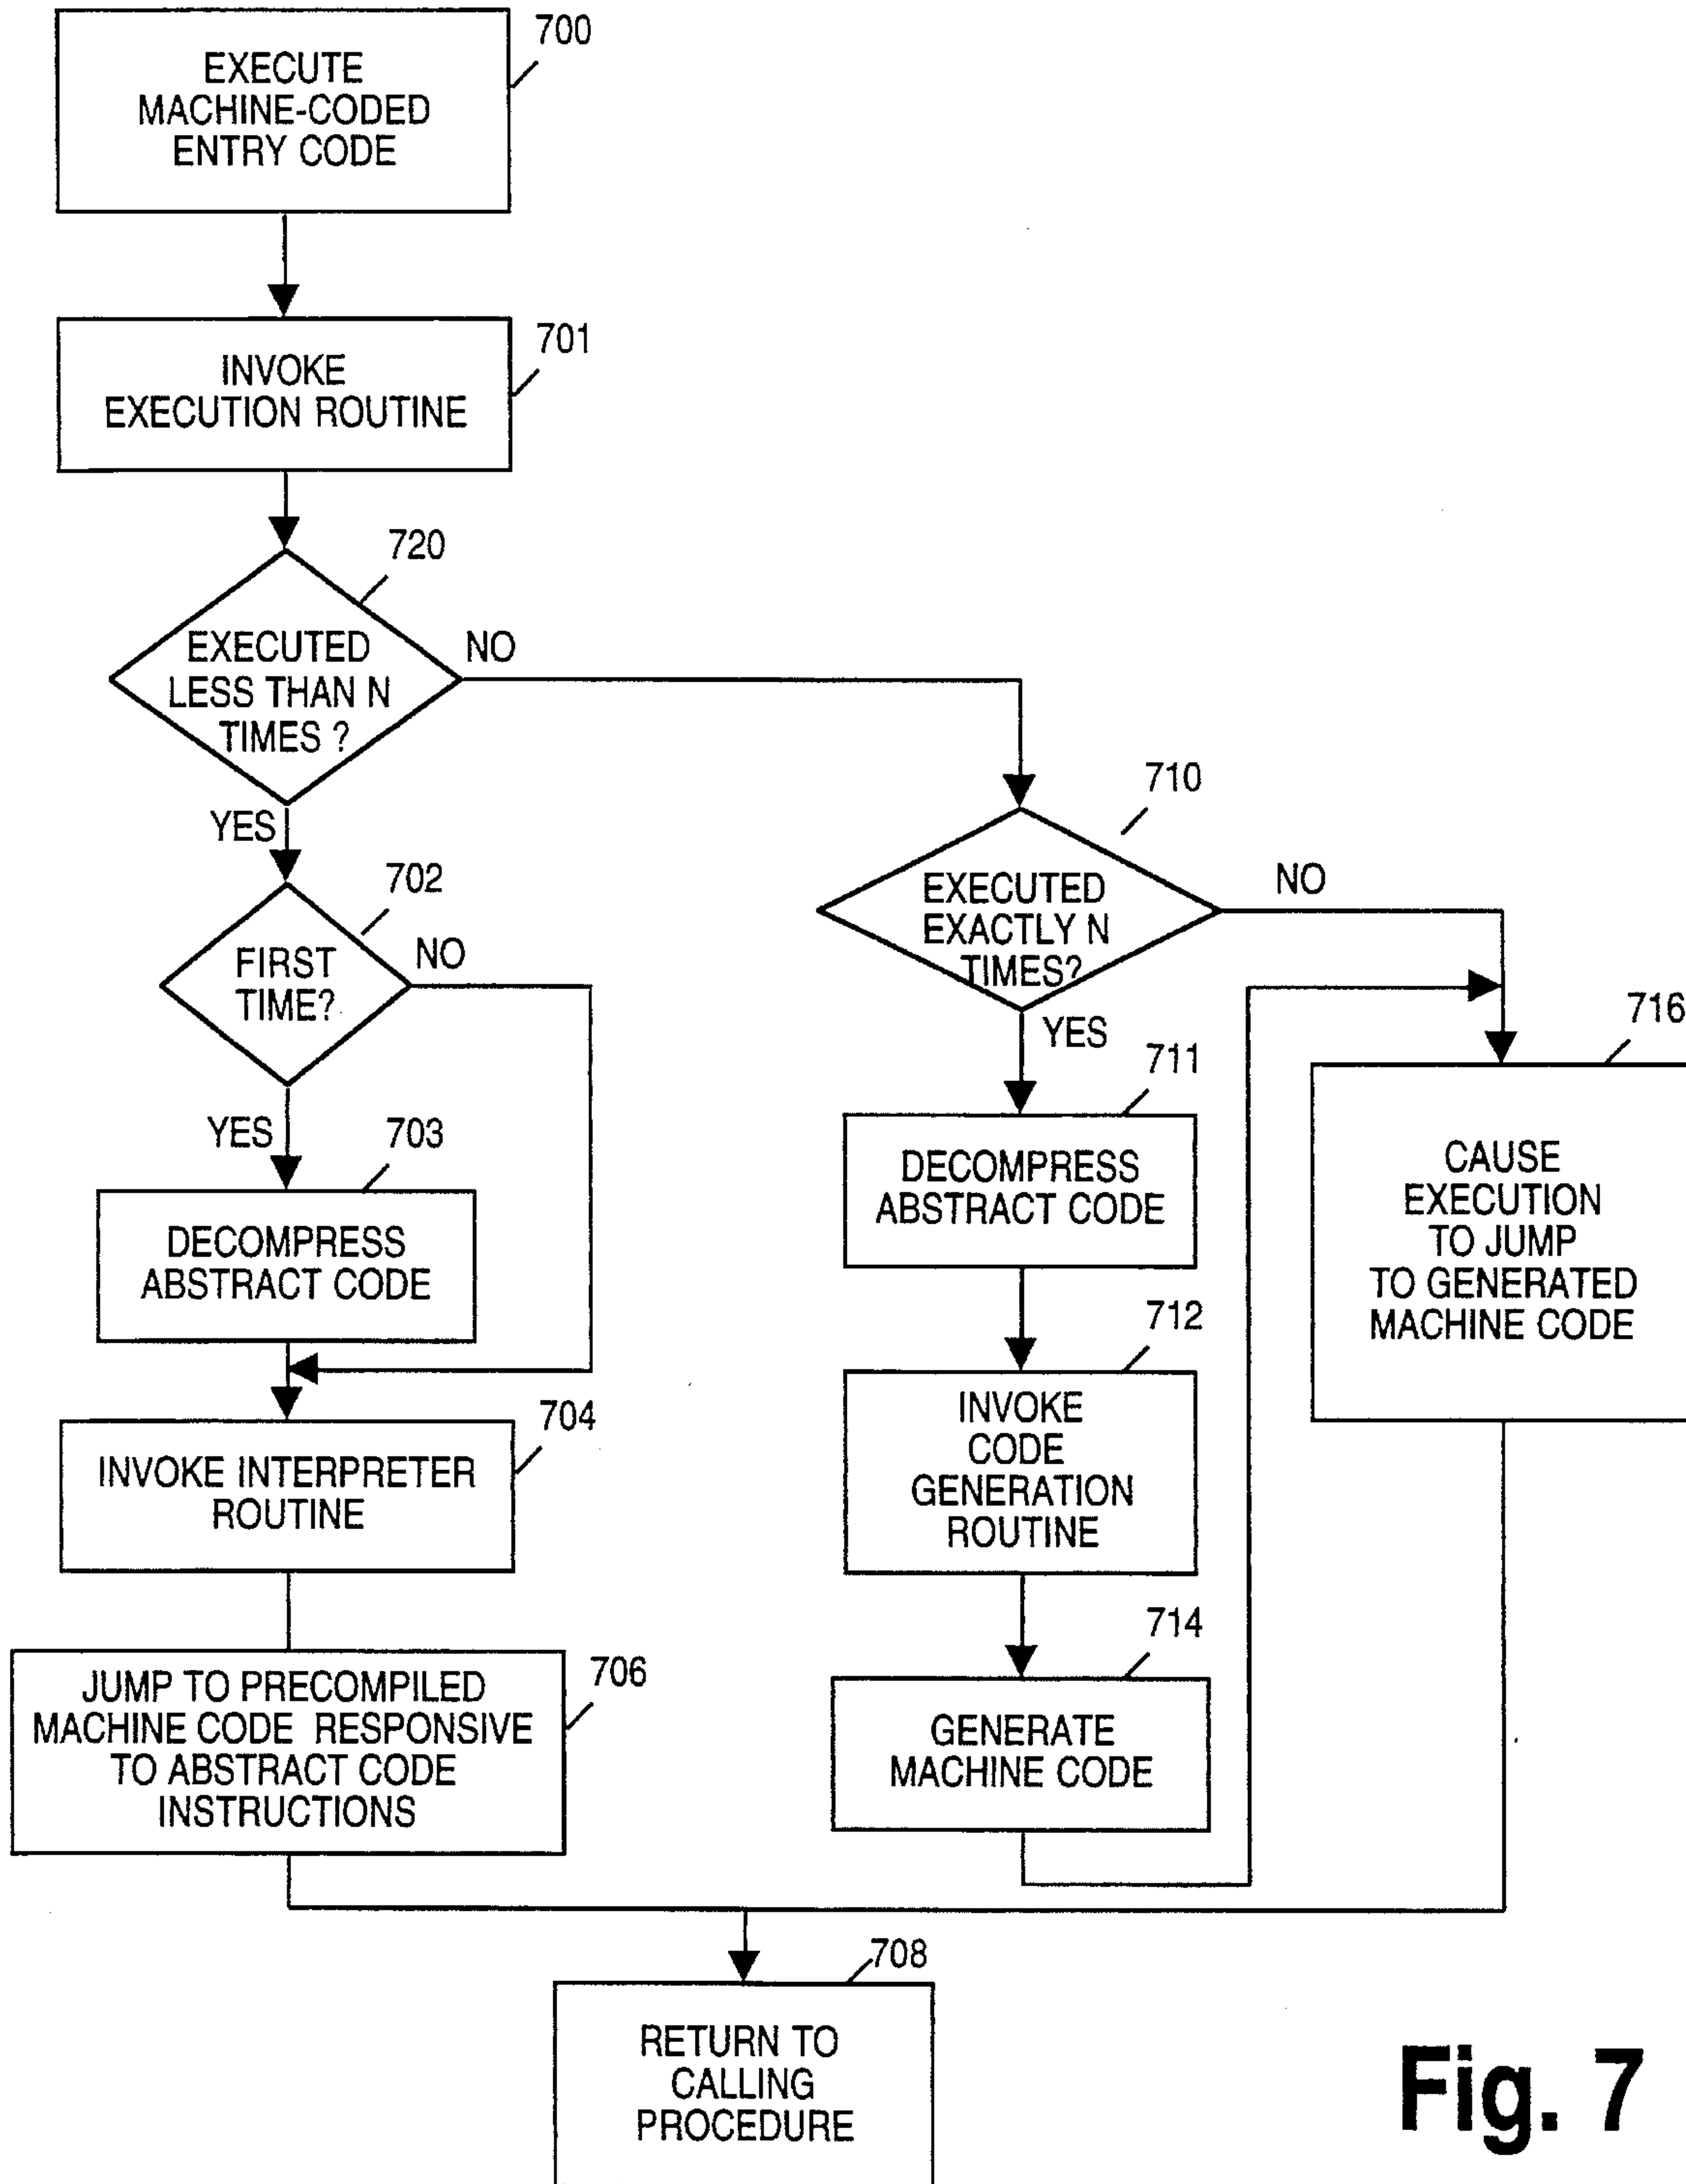 700
EXECUTE
MACHINE-CODED
ENTRY CODE
701
INVOKE
EXECUTION ROUTINE
720
EXECUTED
LESS THAN N
TIMES ?
NO
YES
702
FIRST
TIME?
NO
YES
703
DECOMPRESS
ABSTRACT CODE
704
INVOKE INTERPRETER
ROUTINE
706
JUMP TO PRECOMPILED
MACHINE CODE RESPONSIVE
TO ABSTRACT CODE
INSTRUCTIONS
710
EXECUTED
EXACTLY N
TIMES?
NO
YES
711
DECOMPRESS
ABSTRACT CODE
712
INVOKE
CODE
GENERATION
ROUTINE
714
GENERATE
MACHINE CODE
716
CAUSE
EXECUTION
TO JUMP
TO GENERATED
MACHINE CODE
708
RETURN TO
CALLING
PROCEDURE
Fig. 7